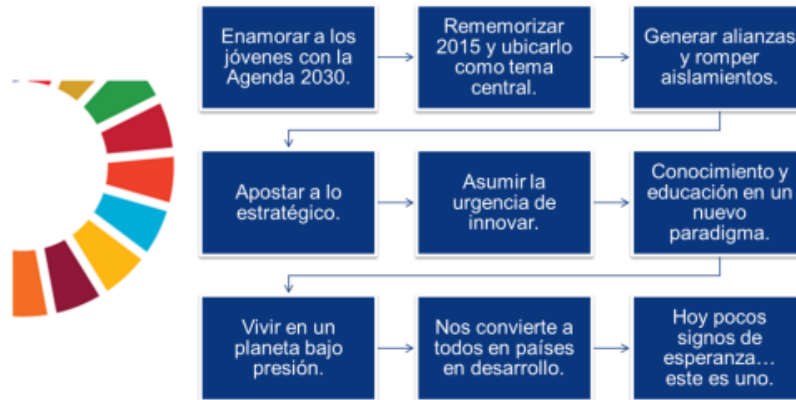 Enamorar a los
jóvenes con la
Agenda 2030.
Rememorizar
2015 y ubicarlo
como tema
central.
Generar alianzas
y romper
aislamientos.
Apostar a lo
estratégico.
Asumir la
urgencia de
innovar.
Conocimiento y
educación en un
nuevo
paradigma.
Vivir en un
planeta bajo
presión.
Nos convierte a
todos en países
en desarrollo.
Hoy pocos
signos de
esperanza…
este es uno.